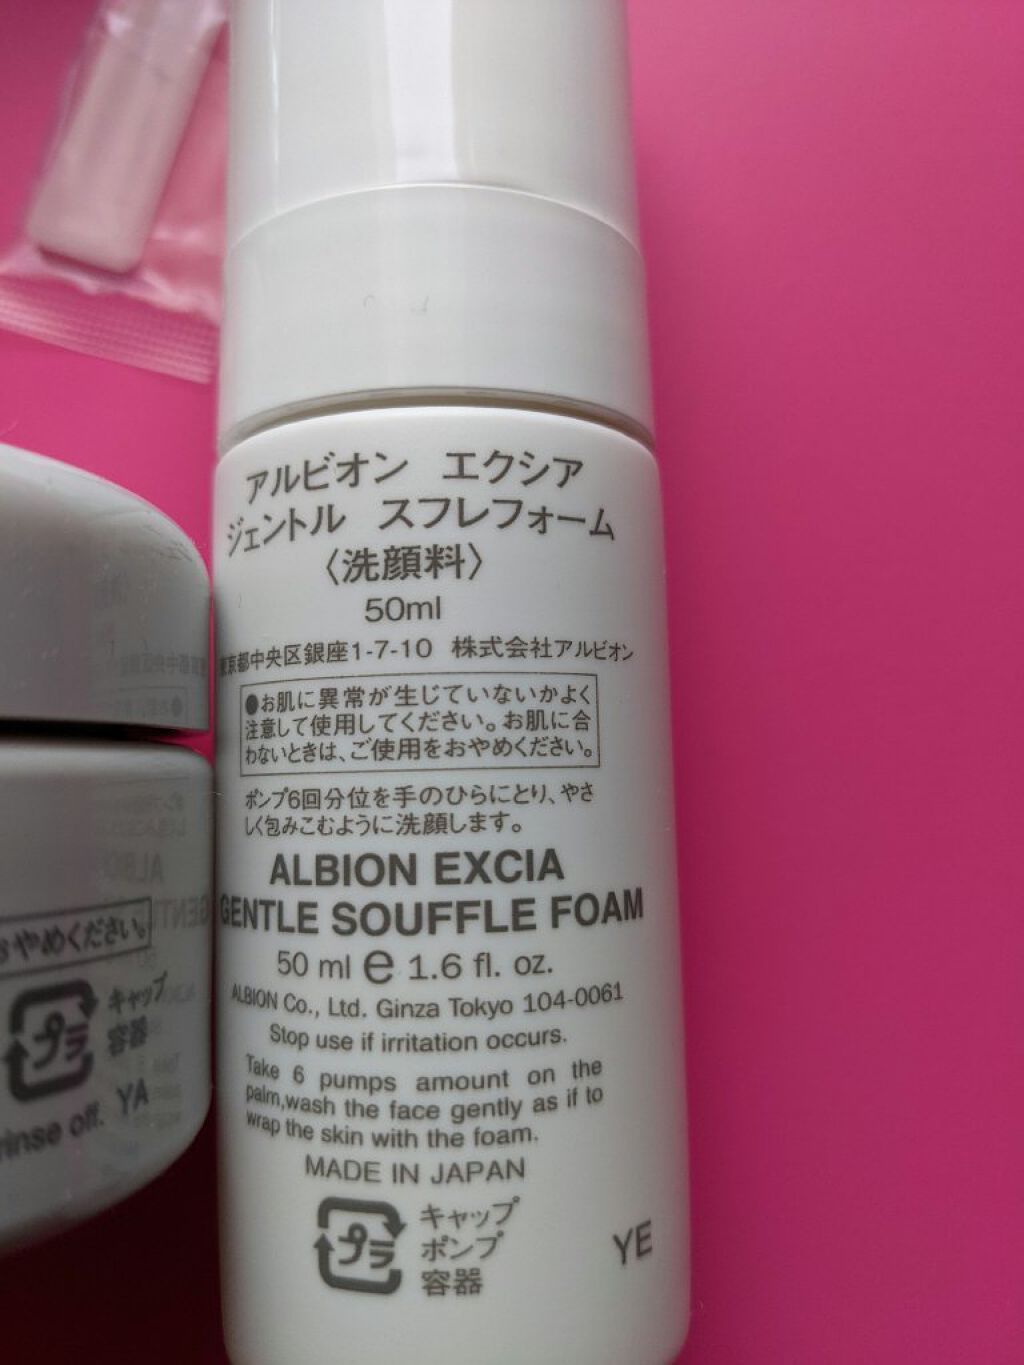 アルビオン　エクシア
ジェントル　スフレフォーム
〈洗顔料〉
50ml
東京都中央区銀座1-7-10　株式会社アルビオン
●お肌に異常が生じていないかよく
注意して使用してください。お肌に合
わないときは、ご使用をおやめください。
ポンプ6回分位を手のひらにとり、やさ
しく包みこむように洗顔します。
ALBION EXCIA
GENTLE SOUFFLE FOAM
50 ml e 1.6 fl. oz.
ALBION Co., Ltd. Ginza Tokyo 104-0061
Stop use if irritation occurs.
Take 6 pumps amount on the
palm,wash the face gently as if to
wrap the skin with the foam.
MADE IN JAPAN
プラ
キャップ
ポンプ
容器
YE
おやめください。
プラ
キャップ
容器
YA
rinse off.